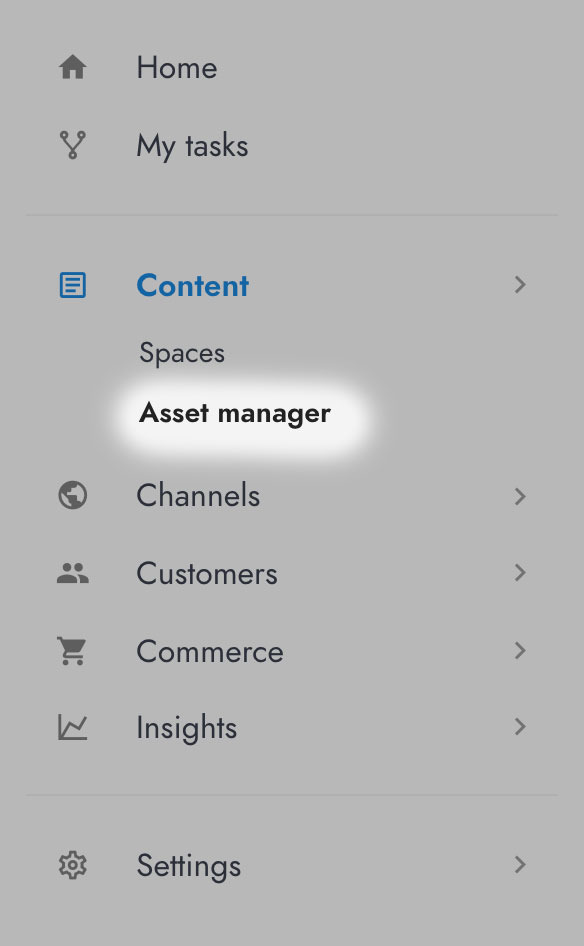 Home
My tasks
Content
Spaces
Asset manager
Channels
Customers
Commerce
Insights
Settings